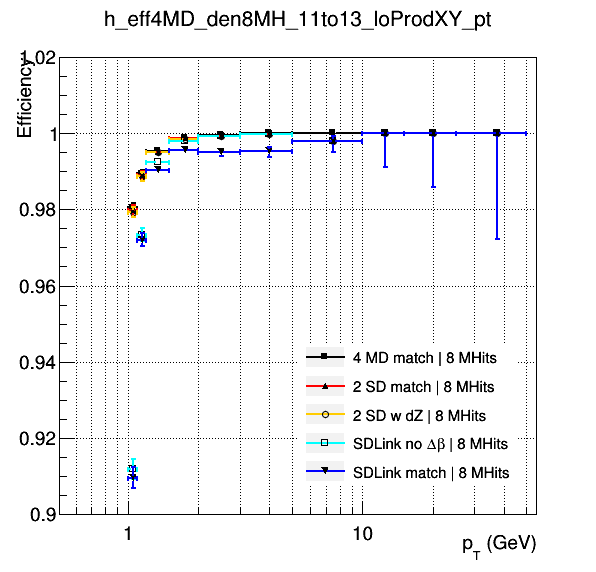 h_eff4MD_den8MH_11to13_loProdXY_pt
Efficiency
1.02
1
0.98
0.96
0.94
0.92
0.9
4 MD match | 8 MHits
2 SD match | 8 MHits
2 SD w dZ | 8 MHits
SDLink no Δβ | 8 MHits
SDLink match | 8 MHits
1
10
p_T (GeV)